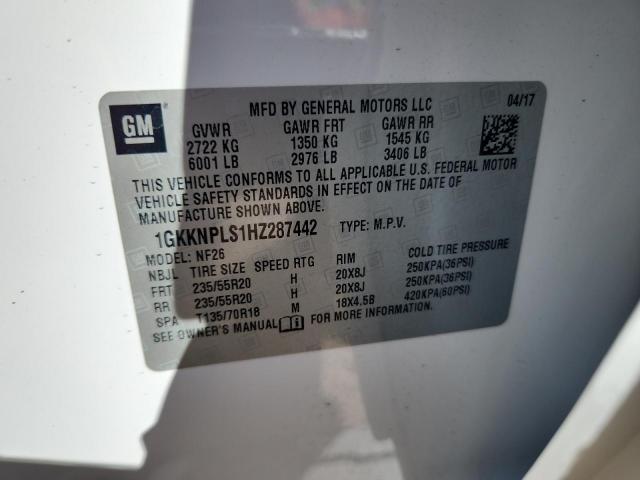 GM
MFD BY GENERAL MOTORS LLC 04/17
GVWR GAWR FRT GAWR RR
2722 KG 1350 KG 1545 KG
6001 LB 2976 LB 3406 LB
THIS VEHICLE CONFORMS TO ALL APPLICABLE U.S. FEDERAL MOTOR
VEHICLE SAFETY STANDARDS IN EFFECT ON THE DATE OF
MANUFACTURE SHOWN ABOVE.
1GKKNPLS1HZ287442 TYPE: M.P.V.
MODEL: NF26
NBJL TIRE SIZE SPEED RTG RIM COLD TIRE PRESSURE
FRT 235/55R20 H 20X8J 250KPA(36PSI)
RR 235/55R20 H 20X8J 250KPA(36PSI)
SPA T135/70R18 M 18X4.5B 420KPA(60PSI)
SEE OWNER'S MANUAL FOR MORE INFORMATION.